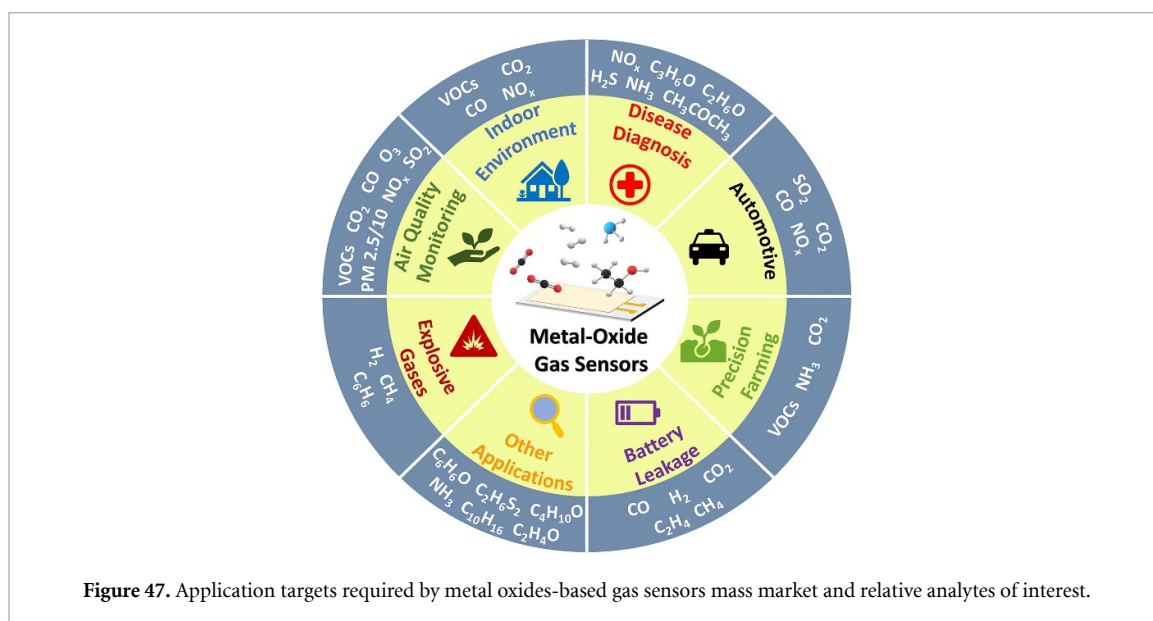 NOₓ C₃H₆O C₂H₆O
H₂S NH₃ CH₃COCH₃
Disease
Diagnosis
SO₂ CO₂
CO NOₓ
Automotive
VOCs NH₃ CO₂
Precision
Farming
CO H₂ CO₂
C₂H₄ CH₄
Battery
Leakage
C₆H₆O C₂H₆S₂ C₄H₁₀O
NH₃ C₁₀H₁₆ C₂H₄O
Other
Applications
H₂ CH₄
C₆H₆
Explosive
Gases
VOCs CO₂ CO O₃
PM 2.5/10 NOₓ SO₂
Air Quality
Monitoring
VOCs CO₂
CO NOₓ
Indoor
Environment
Metal-Oxide
Gas Sensors
Figure 47. Application targets required by metal oxides-based gas sensors mass market and relative analytes of interest.